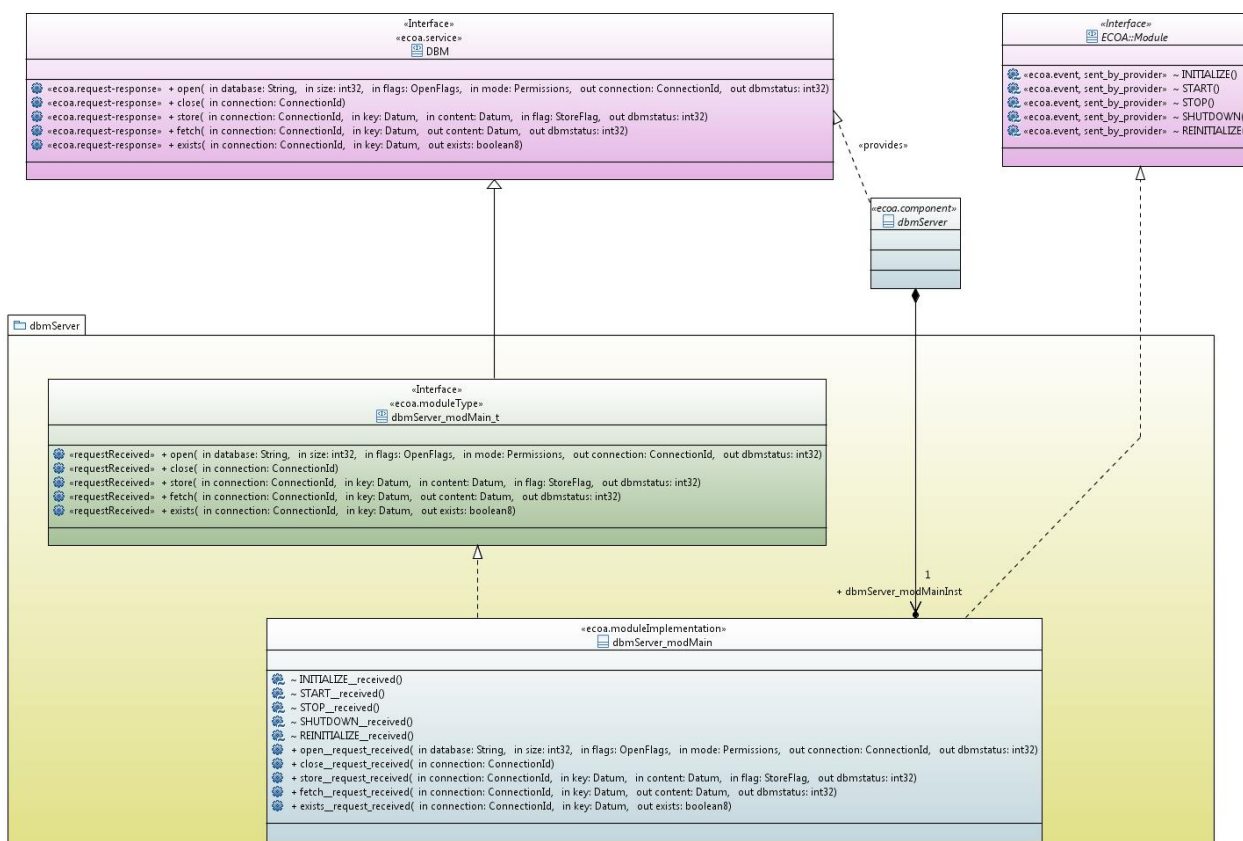 «Interface»
«ecoa.service»
DBM
«ecoa.request-response» + open( in database: String, in size: int32, in flags: OpenFlags, in mode: Permissions, out connection: ConnectionId, out dbmstatus: int32)
«ecoa.request-response» + close( in connection: ConnectionId)
«ecoa.request-response» + store( in connection: ConnectionId, in key: Datum, in content: Datum, in flag: StoreFlag, out dbmstatus: int32)
«ecoa.request-response» + fetch( in connection: ConnectionId, in key: Datum, out content: Datum, out dbmstatus: int32)
«ecoa.request-response» + exists( in connection: ConnectionId, in key: Datum, out exists: boolean8)
«Interface»
ECOA::Module
«ecoa.event, sent_by_provider» ~ INITIALIZE()
«ecoa.event, sent_by_provider» ~ START()
«ecoa.event, sent_by_provider» ~ STOP()
«ecoa.event, sent_by_provider» ~ SHUTDOWN()
«ecoa.event, sent_by_provider» ~ REINITIALIZE(
«provides»
«ecoa.component»
dbmServer
dbmServer
«Interface»
«ecoa.moduleType»
dbmServer_modMain_t
«requestReceived» + open( in database: String, in size: int32, in flags: OpenFlags, in mode: Permissions, out connection: ConnectionId, out dbmstatus: int32)
«requestReceived» + close( in connection: ConnectionId)
«requestReceived» + store( in connection: ConnectionId, in key: Datum, in content: Datum, in flag: StoreFlag, out dbmstatus: int32)
«requestReceived» + fetch( in connection: ConnectionId, in key: Datum, out content: Datum, out dbmstatus: int32)
«requestReceived» + exists( in connection: ConnectionId, in key: Datum, out exists: boolean8)
1
+ dbmServer_modMainInst
«ecoa.moduleImplementation»
dbmServer_modMain
~ INITIALIZE__received()
~ START__received()
~ STOP__received()
~ SHUTDOWN__received()
~ REINITIALIZE__received()
+ open__request_received( in database: String, in size: int32, in flags: OpenFlags, in mode: Permissions, out connection: ConnectionId, out dbmstatus: int32)
+ close__request_received( in connection: ConnectionId)
+ store__request_received( in connection: ConnectionId, in key: Datum, in content: Datum, in flag: StoreFlag, out dbmstatus: int32)
+ fetch__request_received( in connection: ConnectionId, in key: Datum, out content: Datum, out dbmstatus: int32)
+ exists__request_received( in connection: ConnectionId, in key: Datum, out exists: boolean8)